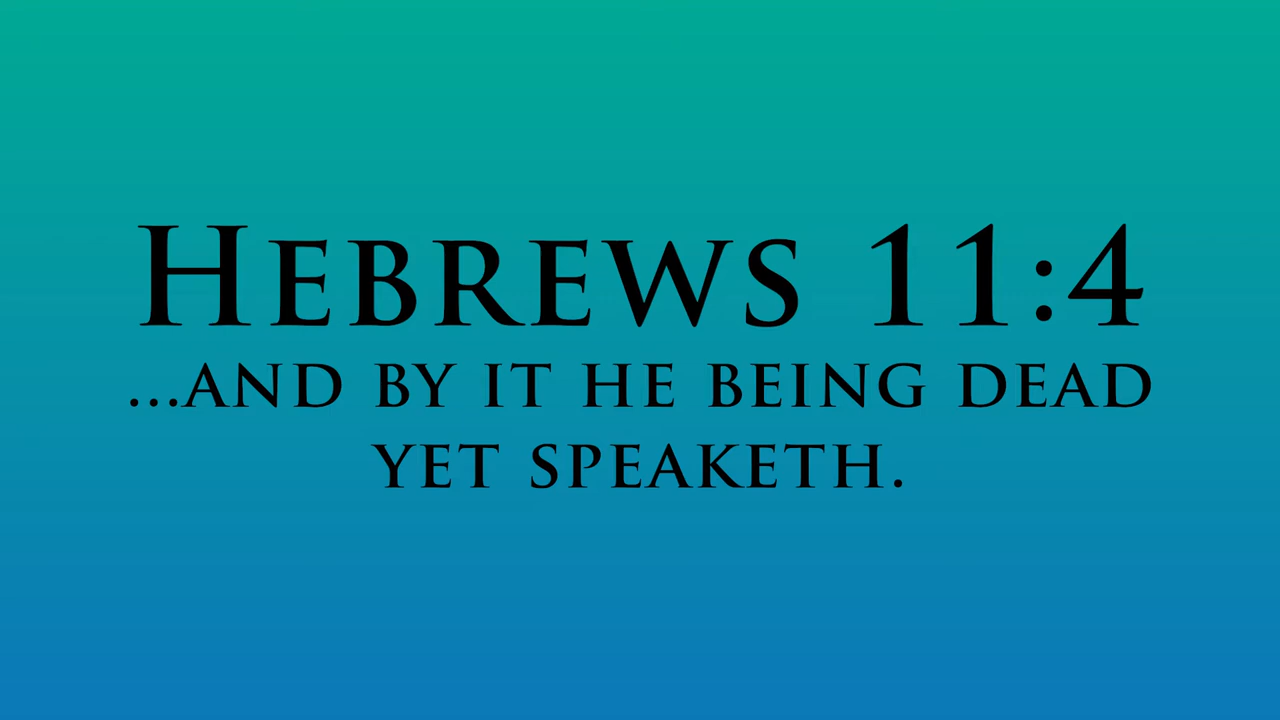 Hebrews 11:4
...and by it he being dead
yet speaketh.